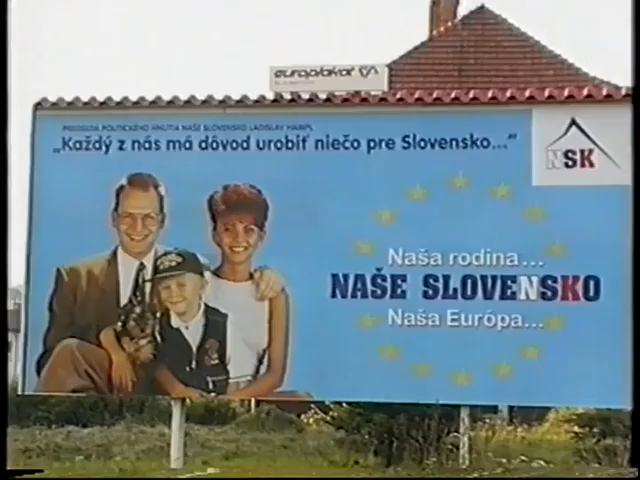 europlakat
PREDSEDA POLITICKÉHO HNUTIA NAŠE SLOVENSKO LADISLAV HAMPL
„Každý z nás má dôvod urobiť niečo pre Slovensko..."
NSK
Naša rodina...
NAŠE SLOVENSKO
Naša Európa...